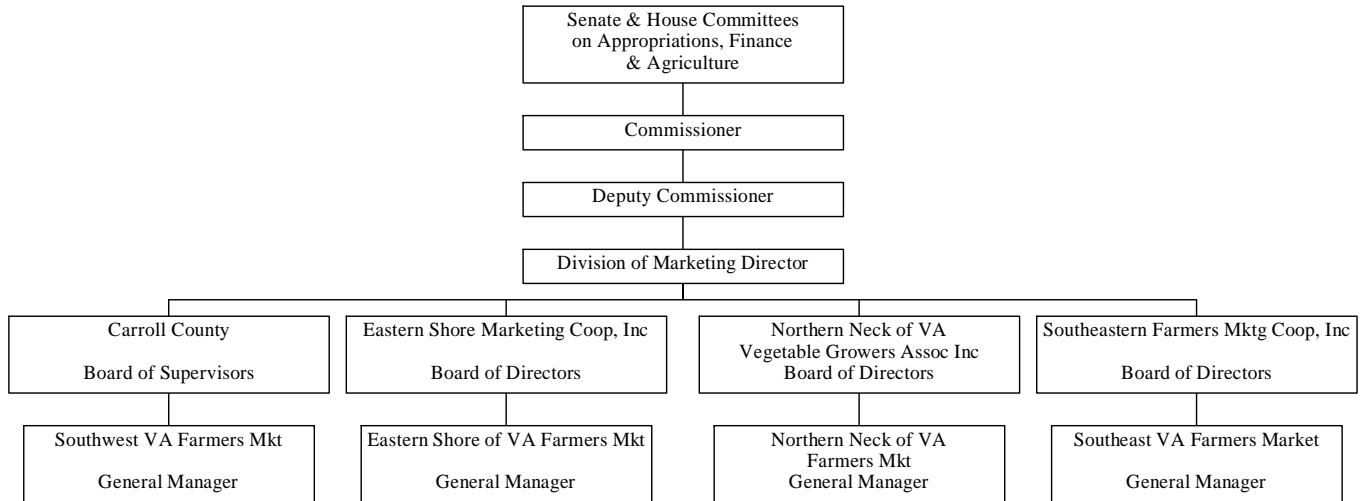 Senate & House Committees
on Appropriations, Finance
& Agriculture
Commissioner
Deputy Commissioner
Division of Marketing Director
Carroll County
Board of Supervisors
Eastern Shore Marketing Coop, Inc
Board of Directors
Northern Neck of VA
Vegetable Growers Assoc Inc
Board of Directors
Southeastern Farmers Mktg Coop, Inc
Board of Directors
Southwest VA Farmers Mkt
General Manager
Eastern Shore of VA Farmers Mkt
General Manager
Northern Neck of VA
Farmers Mkt
General Manager
Southeast VA Farmers Market
General Manager